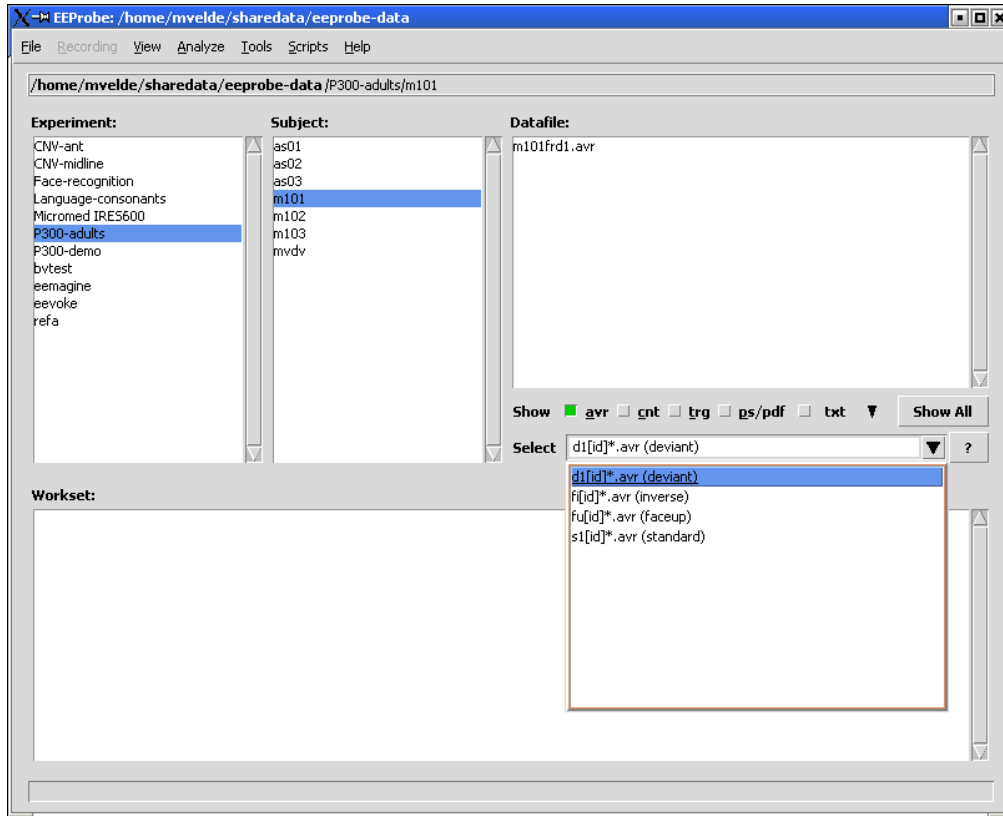 EEProbe: /home/mvelde/sharedata/eeprobe-data
File Recording View Analyze Tools Scripts Help
/home/mvelde/sharedata/eeprobe-data /P300-adults/m101
Experiment:
CNV-ant
CNV-midline
Face-recognition
Language-consonants
Micromed IRES600
P300-adults
P300-demo
bvtest
eemagine
eevoke
refa
Subject:
as01
as02
as03
m101
m102
m103
mvdv
Datafile:
m101frd1.avr
Show avr cnt trg ps/pdf txt Show All
Select d1[id]*.avr (deviant) ?
d1[id]*.avr (deviant)
fi[id]*.avr (inverse)
fu[id]*.avr (faceup)
s1[id]*.avr (standard)
Workset: